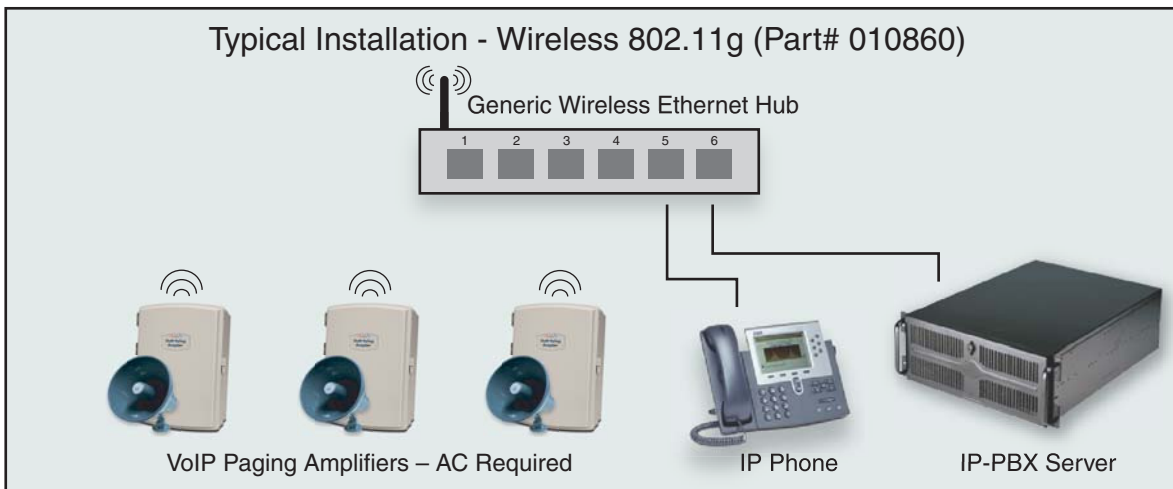 Typical Installation - Wireless 802.11g (Part# 010860)
Generic Wireless Ethernet Hub
1 2 3 4 5 6
VoIP Paging Amplifiers – AC Required
IP Phone
IP-PBX Server